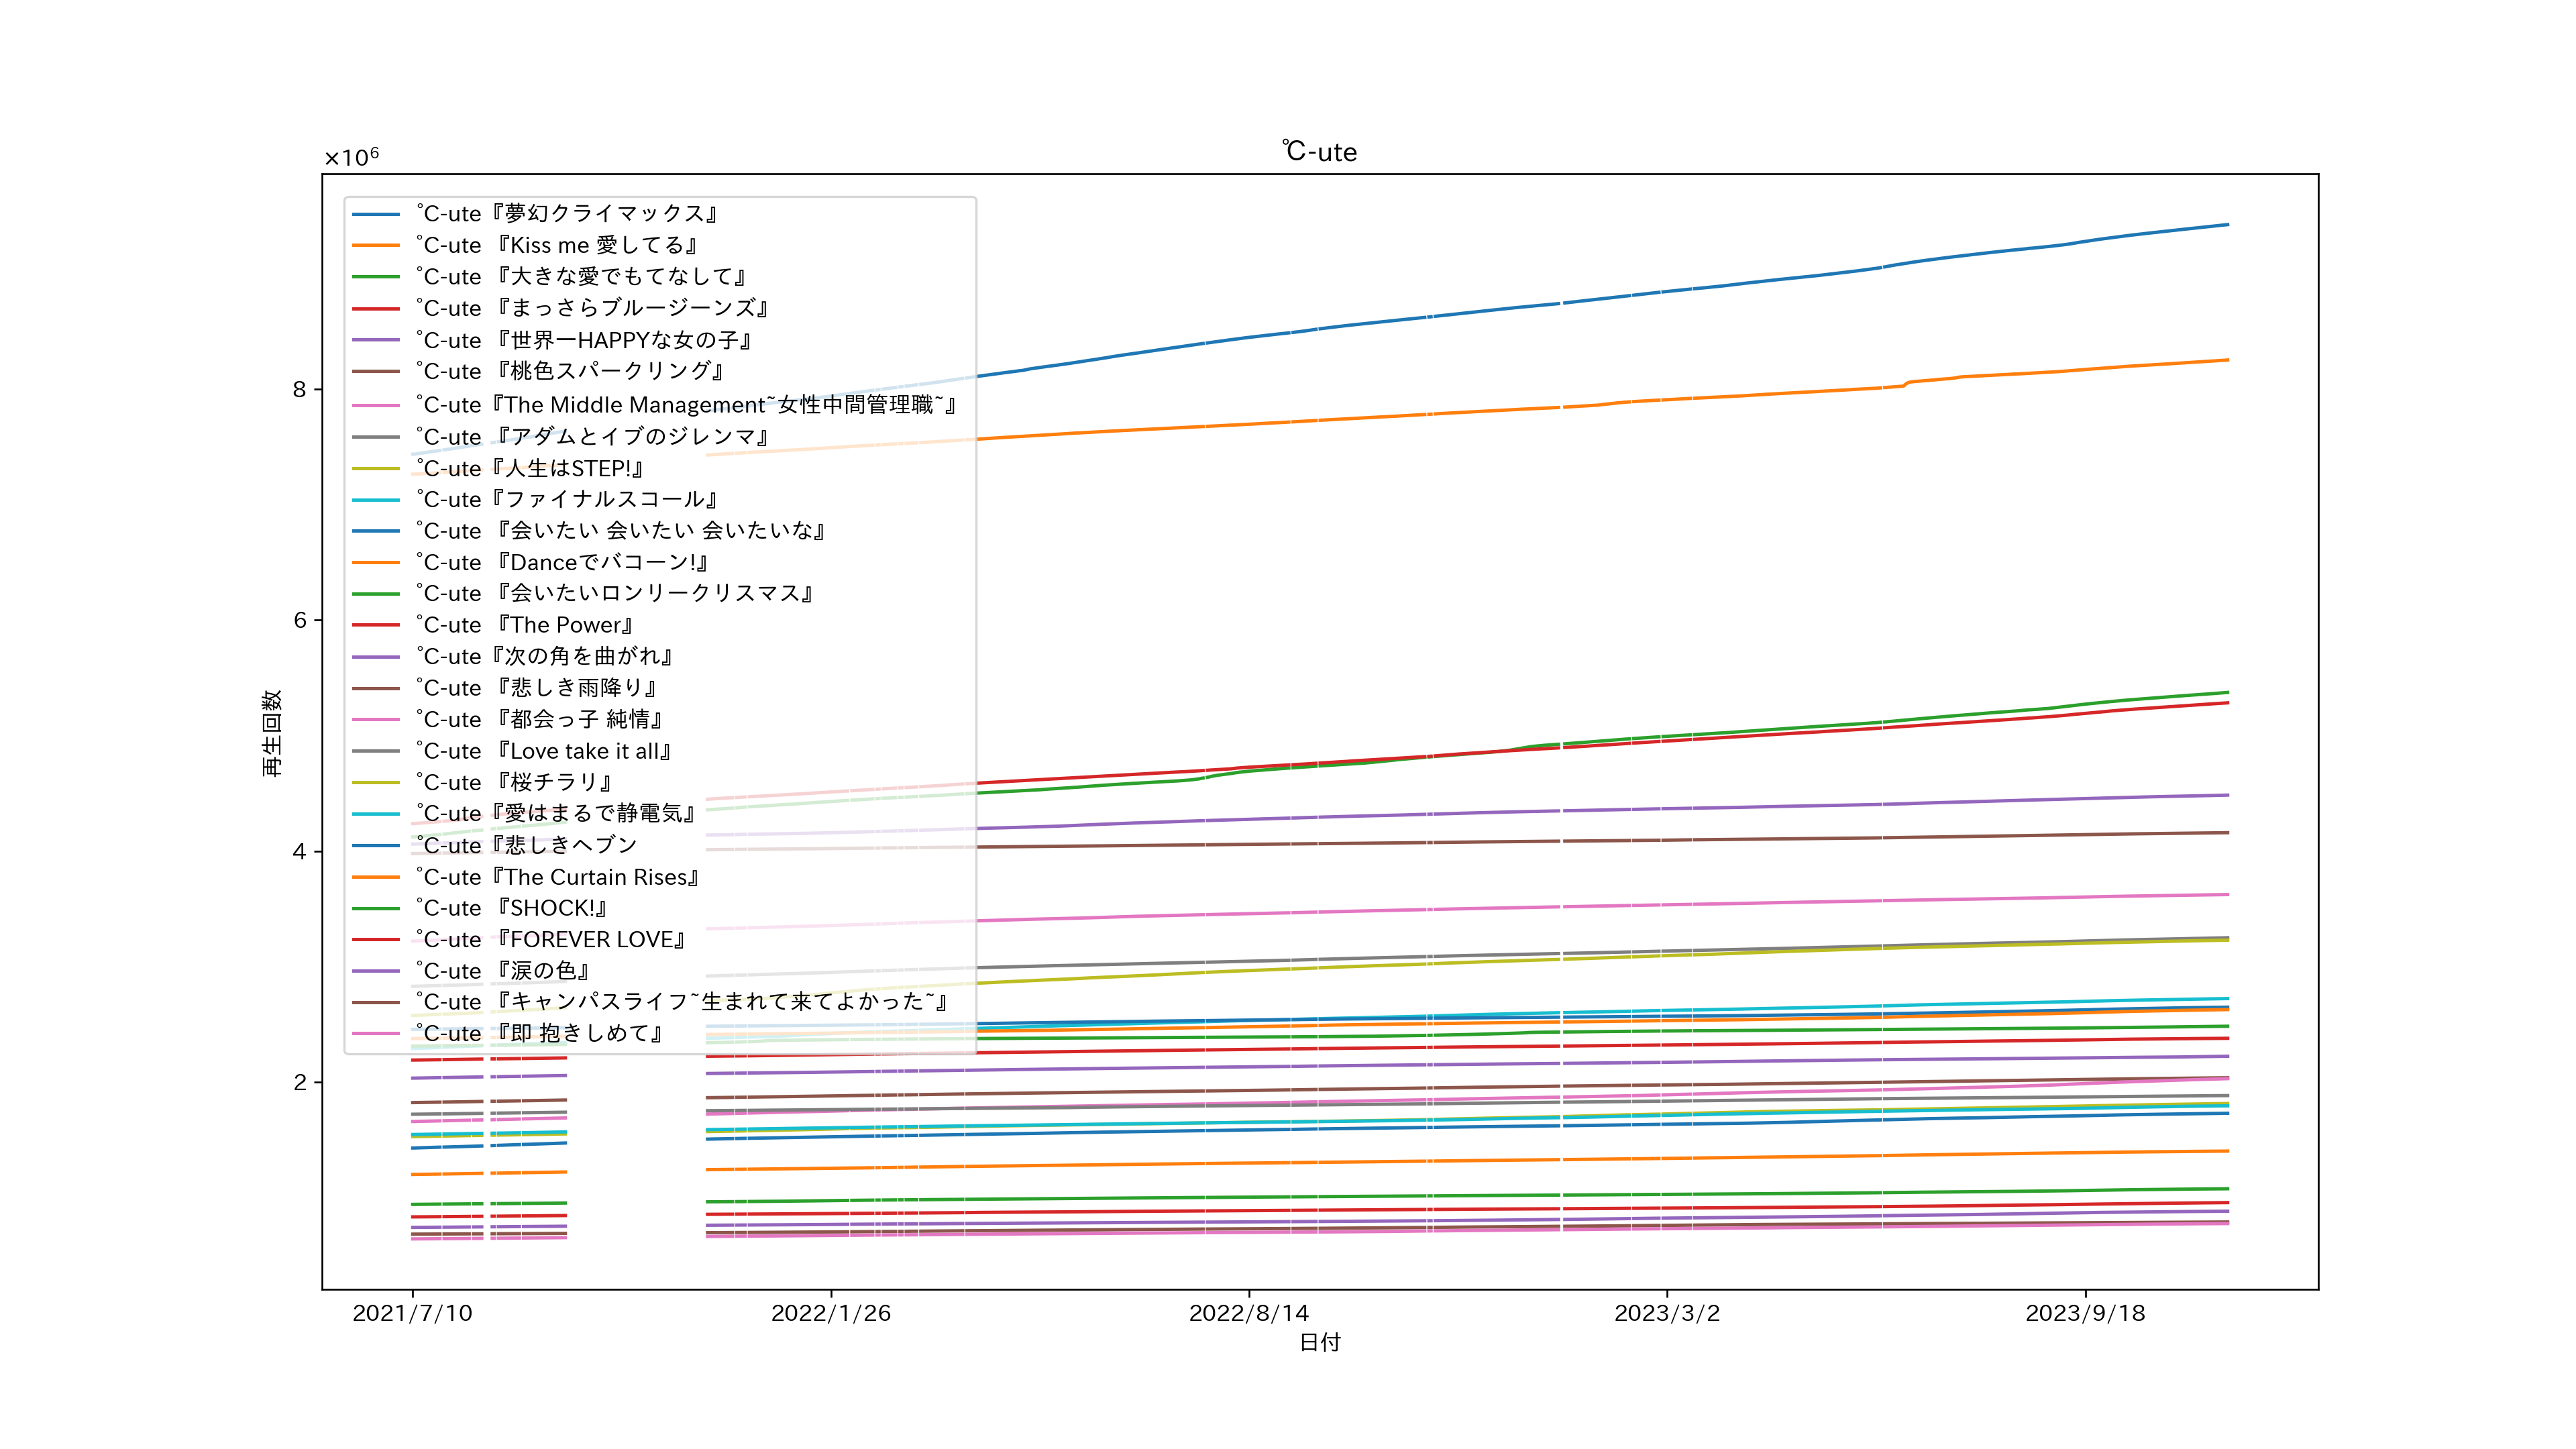 ℃-ute
×10⁶
°C-ute『夢幻クライマックス』
°C-ute 『Kiss me 愛してる』
°C-ute 『大きな愛でもてなして』
°C-ute 『まっさらブルージーンズ』
°C-ute 『世界一HAPPYな女の子』
°C-ute 『桃色スパークリング』
°C-ute『The Middle Management~女性中間管理職~』
°C-ute 『アダムとイブのジレンマ』
°C-ute『人生はSTEP!』
°C-ute『ファイナルスコール』
°C-ute 『会いたい 会いたい 会いたいな』
°C-ute 『Danceでバコーン!』
°C-ute 『会いたいロンリークリスマス』
°C-ute 『The Power』
°C-ute『次の角を曲がれ』
°C-ute 『悲しき雨降り』
°C-ute 『都会っ子 純情』
°C-ute 『Love take it all』
°C-ute 『桜チラリ』
°C-ute『愛はまるで静電気』
°C-ute『悲しきヘブン
°C-ute『The Curtain Rises』
°C-ute 『SHOCK!』
°C-ute 『FOREVER LOVE』
°C-ute 『涙の色』
°C-ute 『キャンパスライフ~生まれて来てよかった~』
°C-ute 『即 抱きしめて』
8
6
4
2
再生回数
2021/7/10
2022/1/26
2022/8/14
2023/3/2
2023/9/18
日付